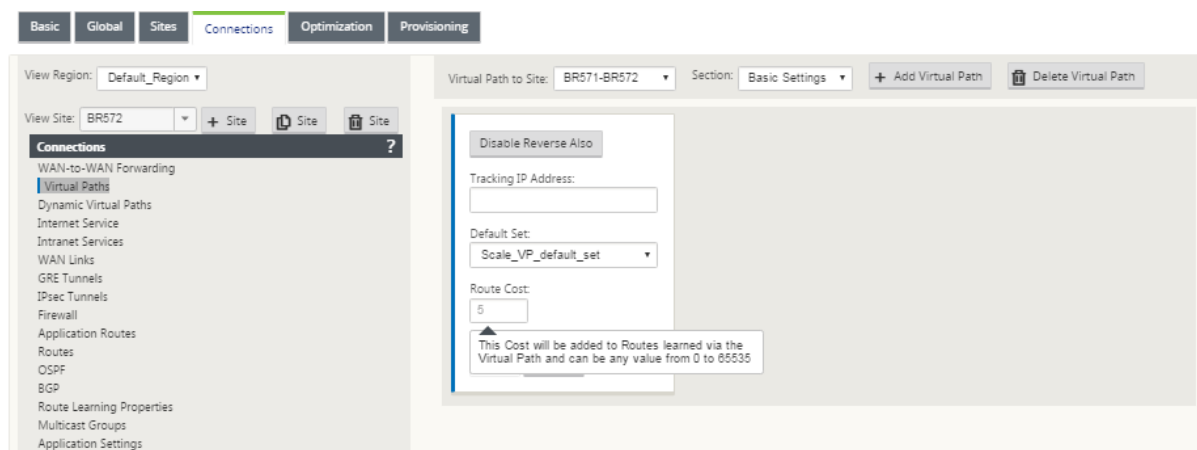 Basic Global Sites Connections Optimization Provisioning
View Region: Default_Region
View Site: BR572 + Site Site Site
Connections ?
WAN-to-WAN Forwarding
Virtual Paths
Dynamic Virtual Paths
Internet Service
Intranet Services
WAN Links
GRE Tunnels
IPsec Tunnels
Firewall
Application Routes
Routes
OSPF
BGP
Route Learning Properties
Multicast Groups
Application Settings
Virtual Path to Site: BR571-BR572 Section: Basic Settings + Add Virtual Path Delete Virtual Path
Disable Reverse Also
Tracking IP Address:
Default Set:
Scale_VP_default_set
Route Cost:
5
This Cost will be added to Routes learned via the
Virtual Path and can be any value from 0 to 65535